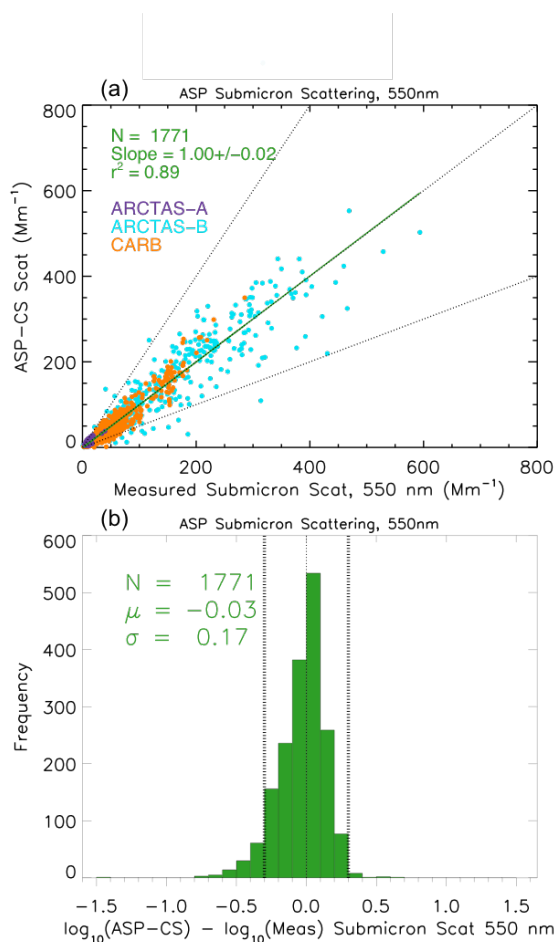 (a)
ASP Submicron Scattering, 550nm
800
600
400
200
0
ASP-CS Scat (Mm⁻¹)
N = 1771
Slope = 1.00+/-0.02
r² = 0.89
ARCTAS-A
ARCTAS-B
CARB
0 200 400 600 800
Measured Submicron Scat, 550 nm (Mm⁻¹)
(b)
ASP Submicron Scattering, 550nm
600
500
400
300
200
100
0
Frequency
N = 1771
μ = −0.03
σ = 0.17
−1.5 −1.0 −0.5 0.0 0.5 1.0 1.5
log₁₀(ASP-CS) − log₁₀(Meas) Submicron Scat 550 nm